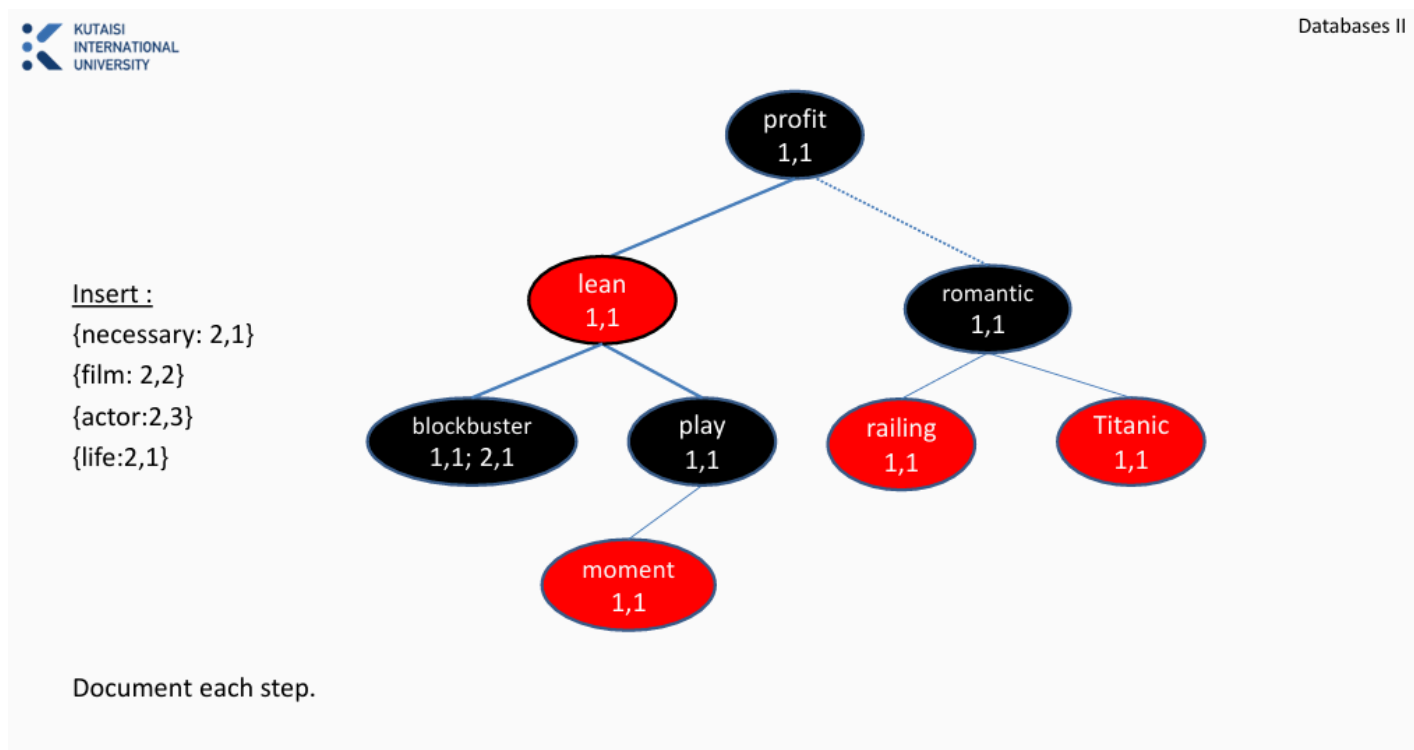 KUTAISI
INTERNATIONAL
UNIVERSITY
Databases II
profit
1,1
lean
1,1
romantic
1,1
Insert :
{necessary: 2,1}
{film: 2,2}
{actor:2,3}
{life:2,1}
blockbuster
1,1; 2,1
play
1,1
railing
1,1
Titanic
1,1
moment
1,1
Document each step.